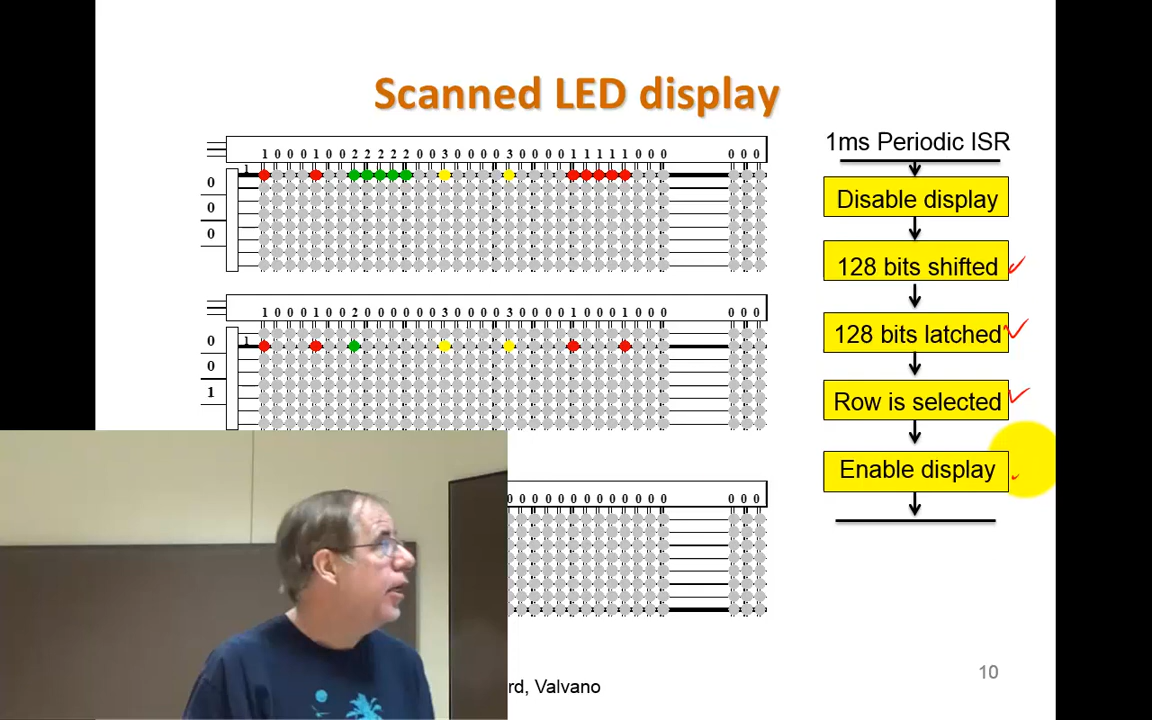 Scanned LED display
1 0 0 0 1 0 0 2 2 2 2 2 0 0 3 0 0 0 0 3 0 0 0 0 1 1 1 1 1 0 0 0 0 0 0
1
0
0
0
1 0 0 0 1 0 0 2 0 0 0 0 0 0 3 0 0 0 0 3 0 0 0 0 1 0 0 0 1 0 0 0 0 0 0
1
0
0
1
0 0 0 0 0 0 0 0 0 0 0 0 0 0 0 0
1ms Periodic ISR
Disable display
128 bits shifted
128 bits latched
Row is selected
Enable display
rd, Valvano
10